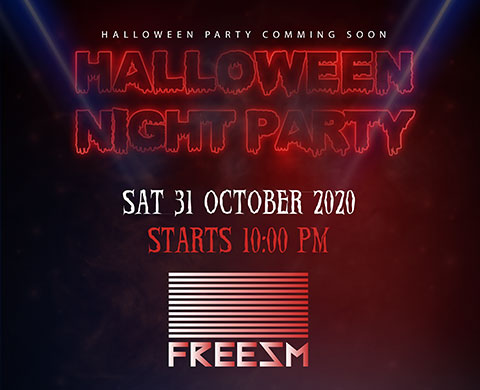 HALLOWEEN PARTY COMMING SOON
HALLOWEEN
NIGHT PARTY
SAT 31 OCTOBER 2020
STARTS 10:00 PM
FREEZM